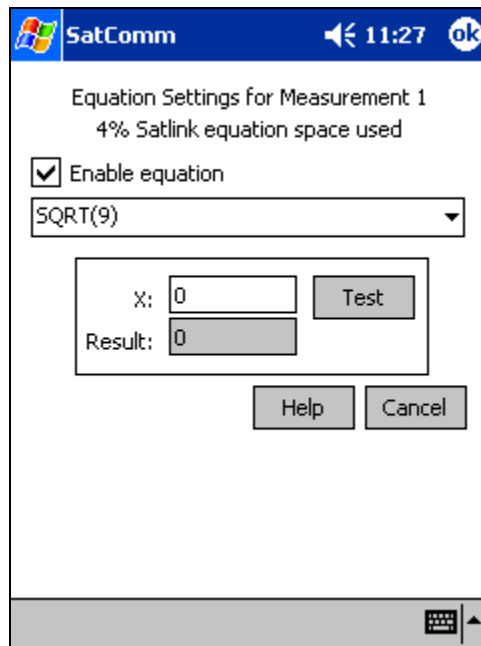 SatComm 11:27 ok
Equation Settings for Measurement 1
4% Satlink equation space used
Enable equation
SQRT(9)
X: 0 Test
Result: 0
Help Cancel